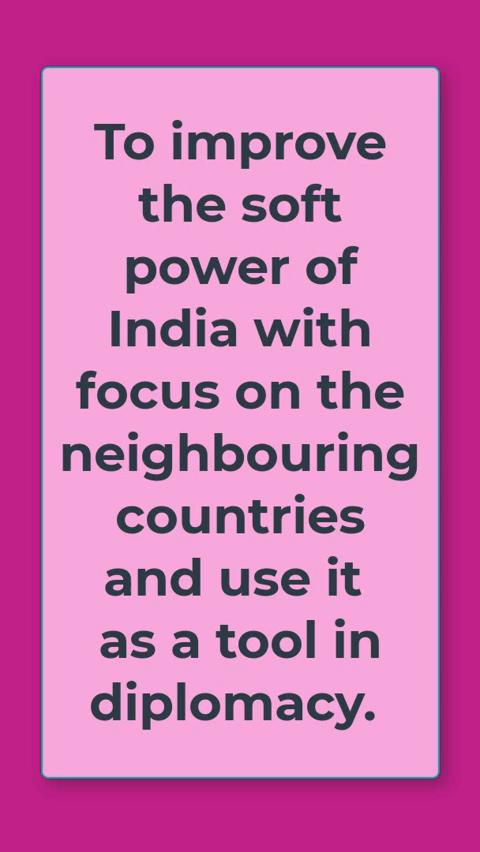 To improve
the soft
power of
India with
focus on the
neighbouring
countries
and use it
as a tool in
diplomacy.